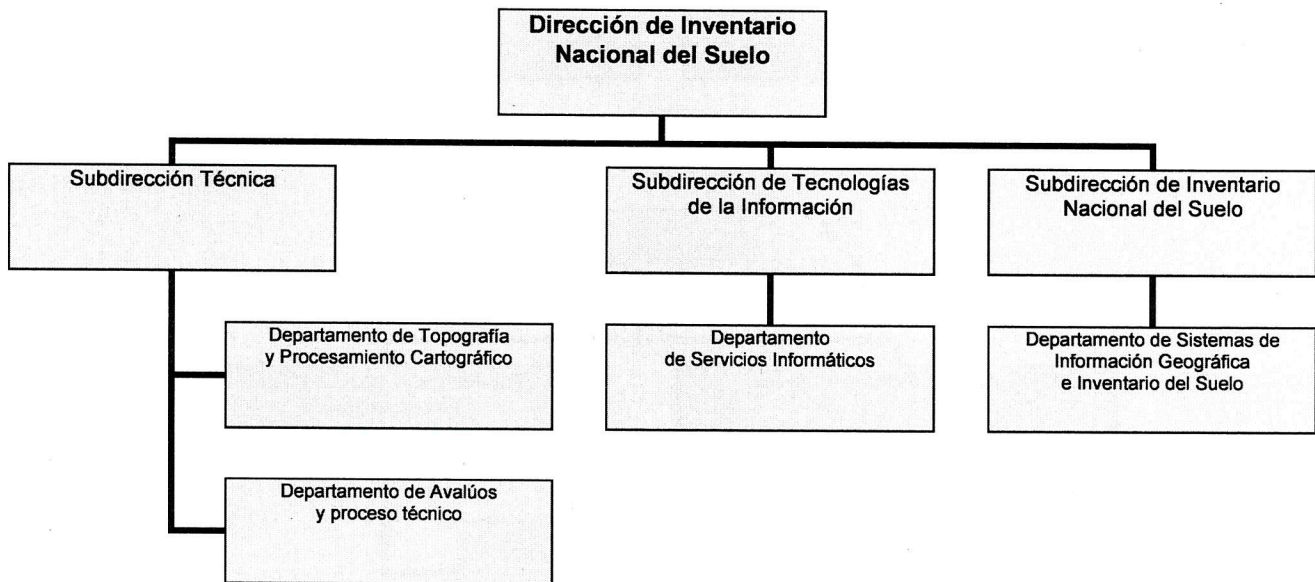 Dirección de Inventario
Nacional del Suelo
Subdirección Técnica
Subdirección de Tecnologías
de la Información
Subdirección de Inventario
Nacional del Suelo
Departamento de Topografía
y Procesamiento Cartográfico
Departamento
de Servicios Informáticos
Departamento de Sistemas de
Información Geográfica
e Inventario del Suelo
Departamento de Avalúos
y proceso técnico